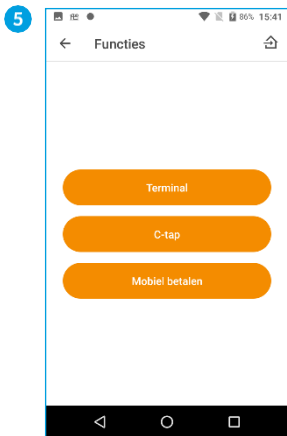 5
86% 15:41
Functies
Terminal
C-tap
Mobiel betalen